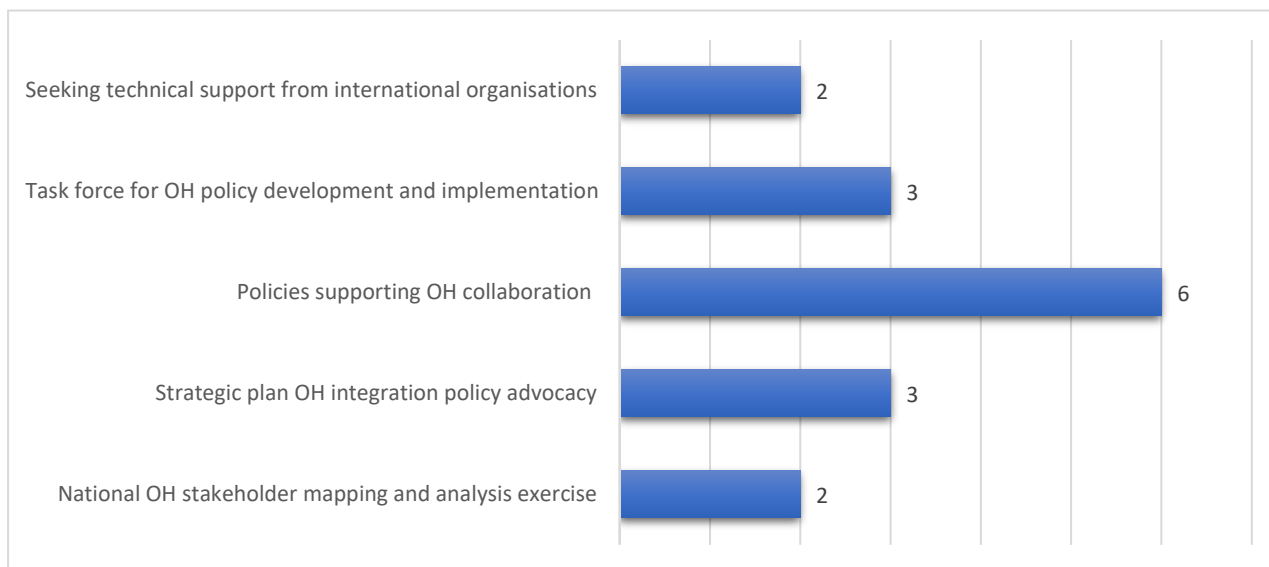 Seeking technical support from international organisations
2
Task force for OH policy development and implementation
3
Policies supporting OH collaboration
6
Strategic plan OH integration policy advocacy
3
National OH stakeholder mapping and analysis exercise
2